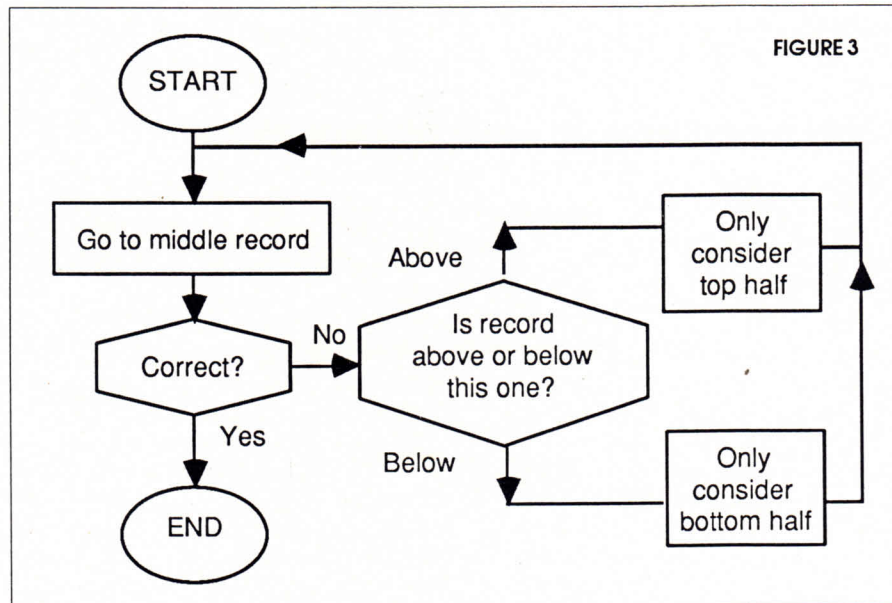 FIGURE 3
START
Go to middle record
Correct?
No
Yes
END
Above
Is record
above or below
this one?
Below
Only
consider
top half
Only
consider
bottom half